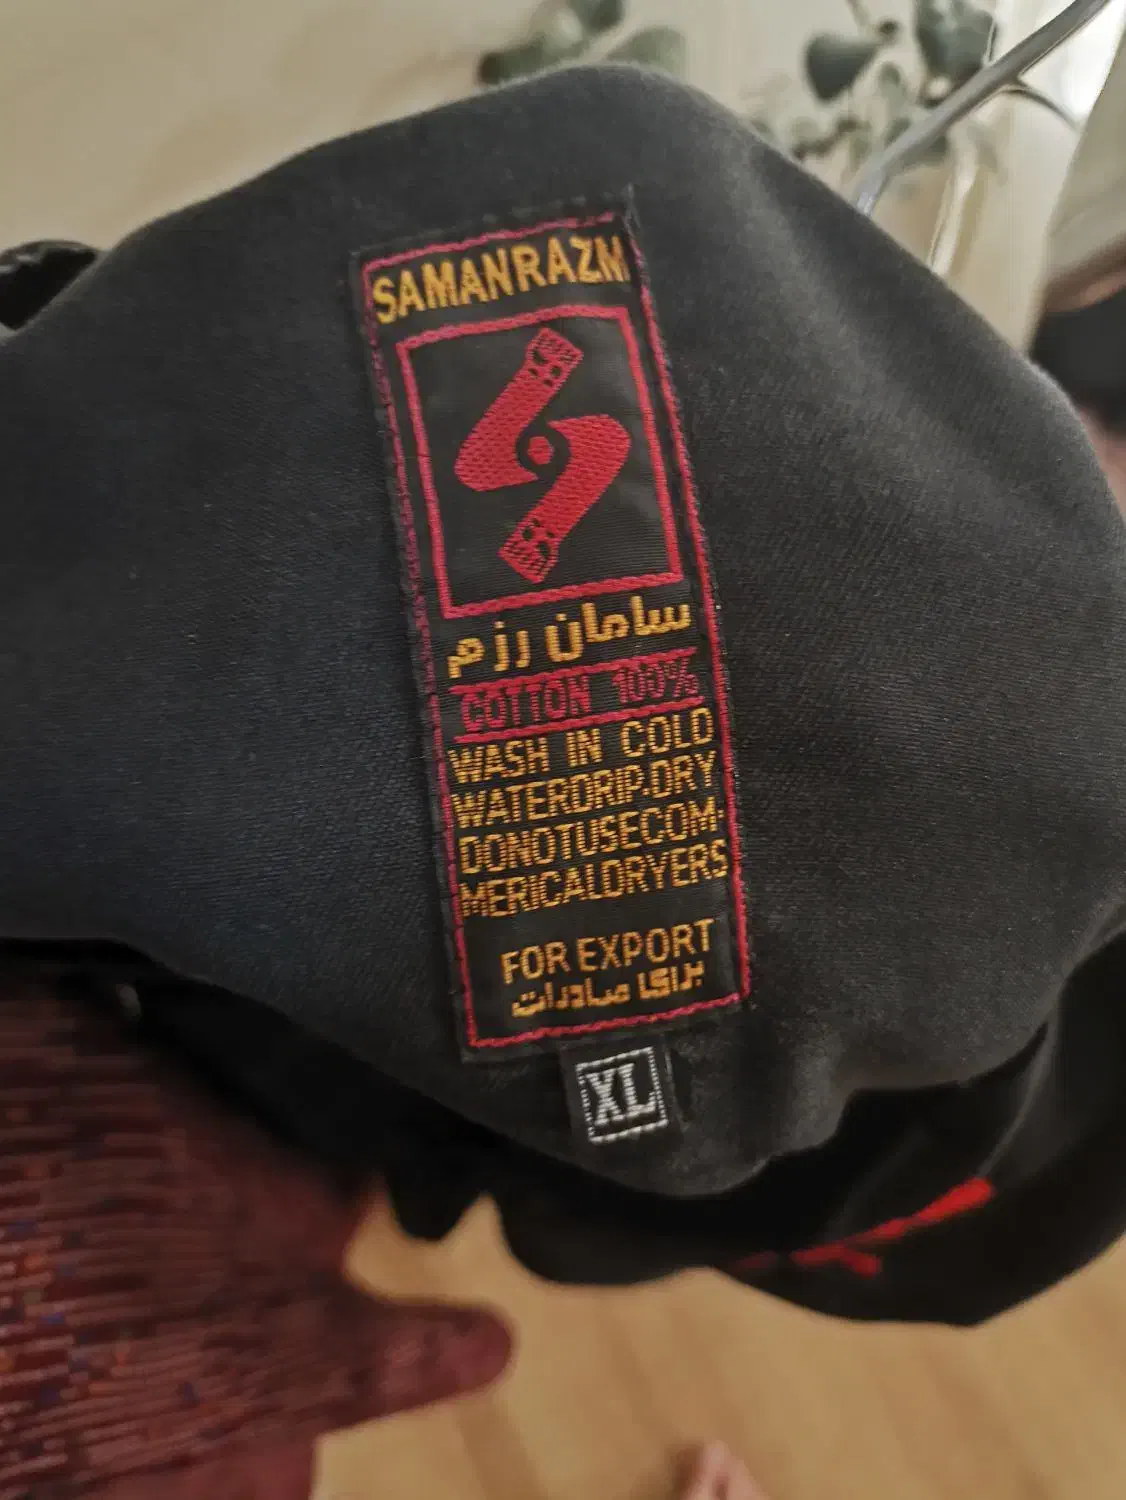 SAMANRAZM
سامان رزم
COTTON 100%
WASH IN COLD
WATERDRIP.DRY
DONOTUSECOM-
MERICALDRYERS
FOR EXPORT
برای صادرات
XL